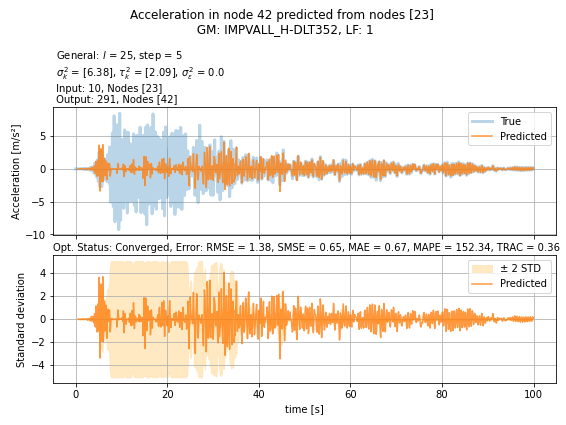 Acceleration in node 42 predicted from nodes [23]
GM: IMPVALL_H-DLT352, LF: 1
General: l = 25, step = 5
σ²_k = [6.38], τ²_k = [2.09], σ²_ε = 0.0
Input: 10, Nodes [23]
Output: 291, Nodes [42]
Acceleration [m/s²]
5
0
−5
−10
True
Predicted
Opt. Status: Converged, Error: RMSE = 1.38, SMSE = 0.65, MAE = 0.67, MAPE = 152.34, TRAC = 0.36
Standard deviation
4
2
0
−2
−4
± 2 STD
Predicted
0 20 40 60 80 100
time [s]